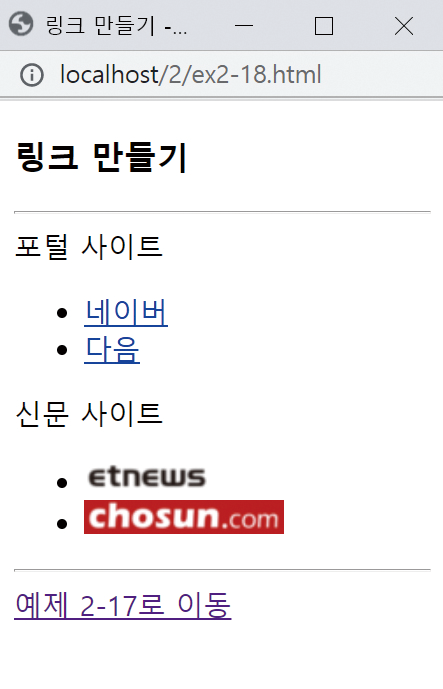 링크 만들기 -...
localhost/2/ex2-18.html
링크 만들기
포털 사이트
네이버
다음
신문 사이트
etnews
chosun.com
예제 2-17로 이동